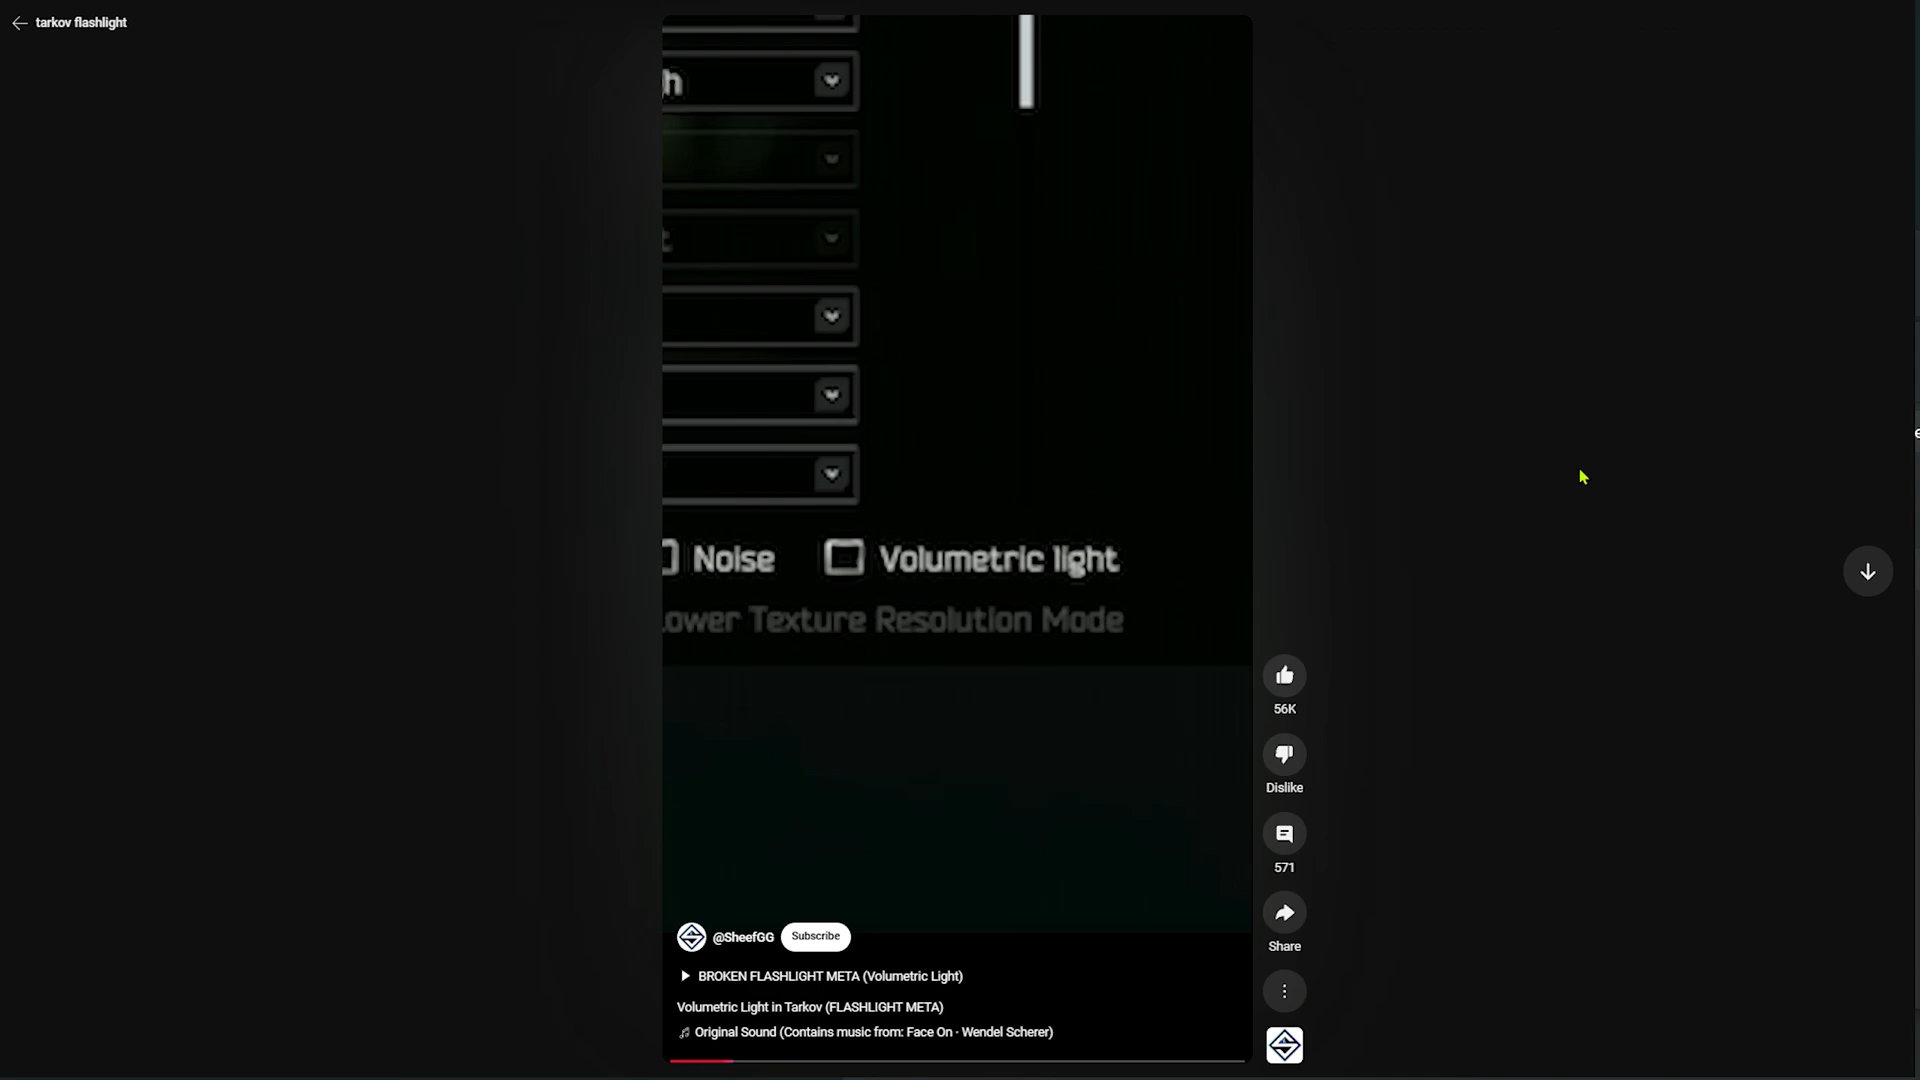 tarkov flashlight
h
t
Noise
Volumetric light
ower Texture Resolution Mode
56K
Dislike
571
Share
@SheefGG
Subscribe
BROKEN FLASHLIGHT META (Volumetric Light)
Volumetric Light in Tarkov (FLASHLIGHT META)
Original Sound (Contains music from: Face On - Wendel Scherer)